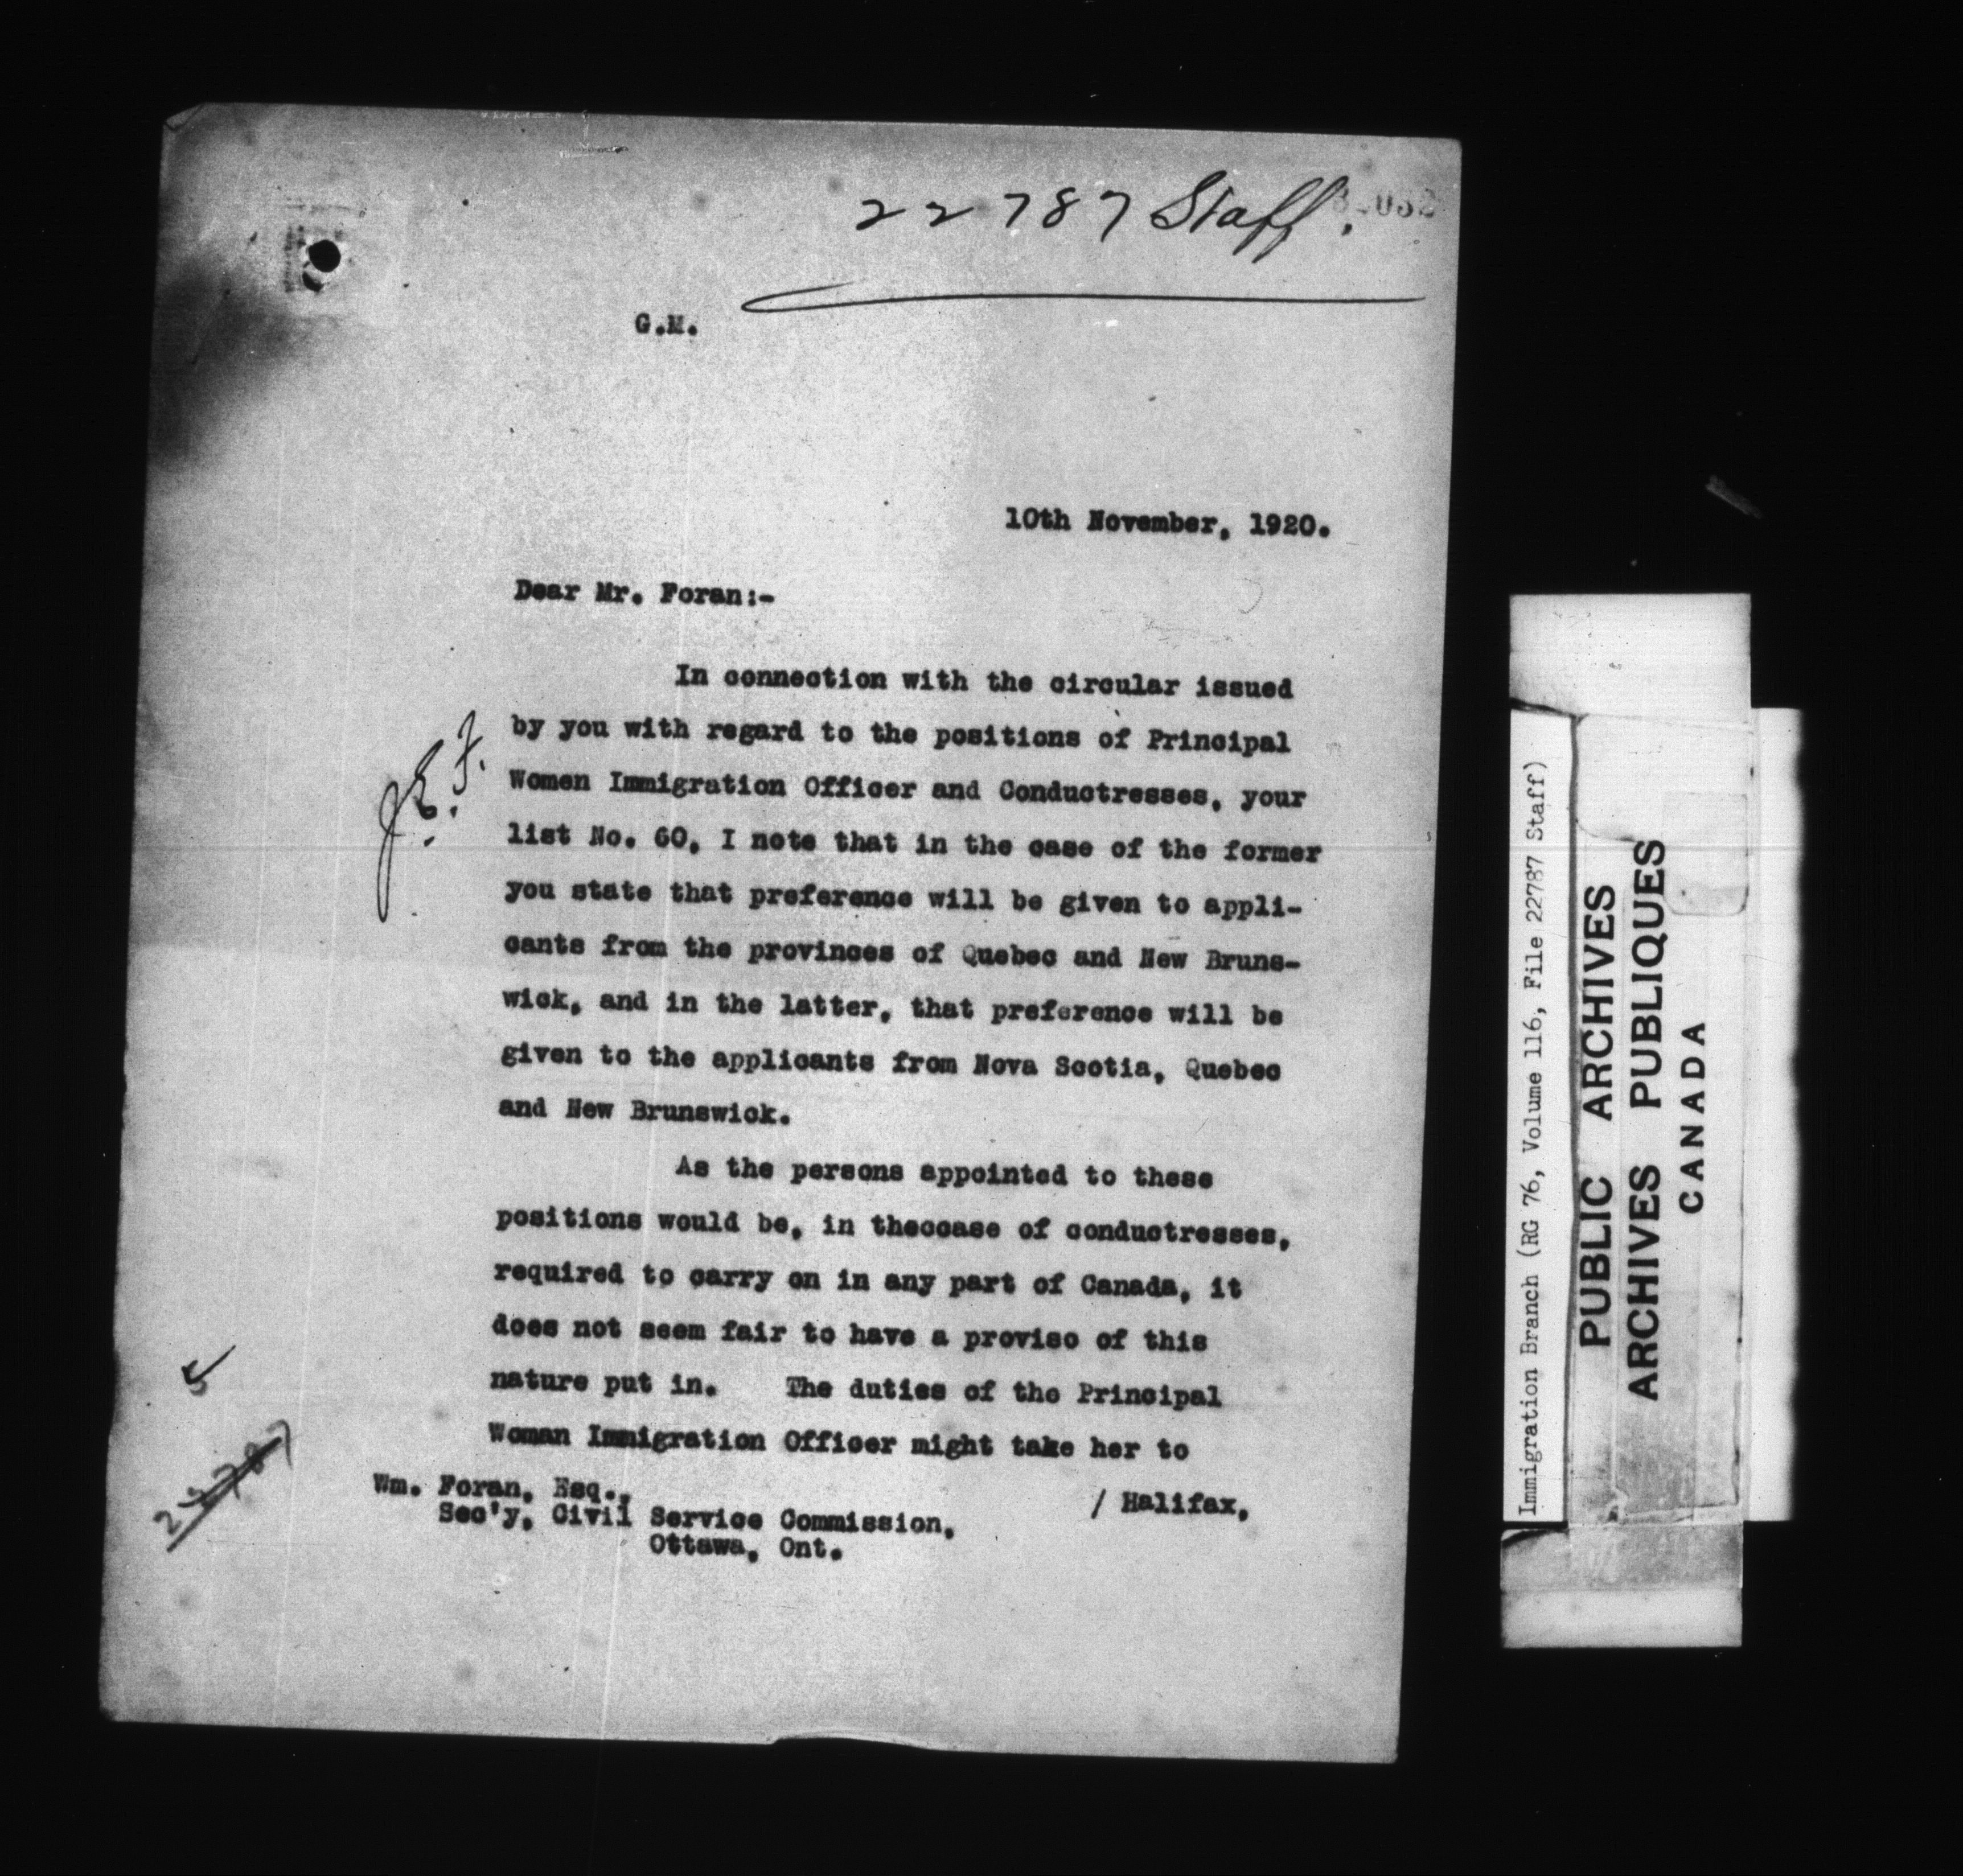 22787 Staff.
G.M.
10th November, 1920.
Dear Mr. Foran:-
In connection with the circular issued
by you with regard to the positions of Principal
Women Immigration Officer and Conductresses, your
list No. 60, I note that in the case of the former
you state that preference will be given to appli-
cants from the provinces of Quebec and New Bruns-
wick, and in the latter, that preference will be
given to the applicants from Nova Scotia, Quebec
and New Brunswick.
J.E.F.
As the persons appointed to these
positions would be, in theccase of conductresses,
required to carry on in any part of Canada, it
does not seem fair to have a proviso of this
nature put in. The duties of the Principal
Woman Immigration Officer might take her to
/ Halifax,
Wm. Foran, Esq.,
Sec'y, Civil Service Commission,
Ottawa, Ont.
22787
Immigration Branch (RG 76, Volume 116, File 22787 Staff)
PUBLIC ARCHIVES
ARCHIVES PUBLIQUES
CANADA